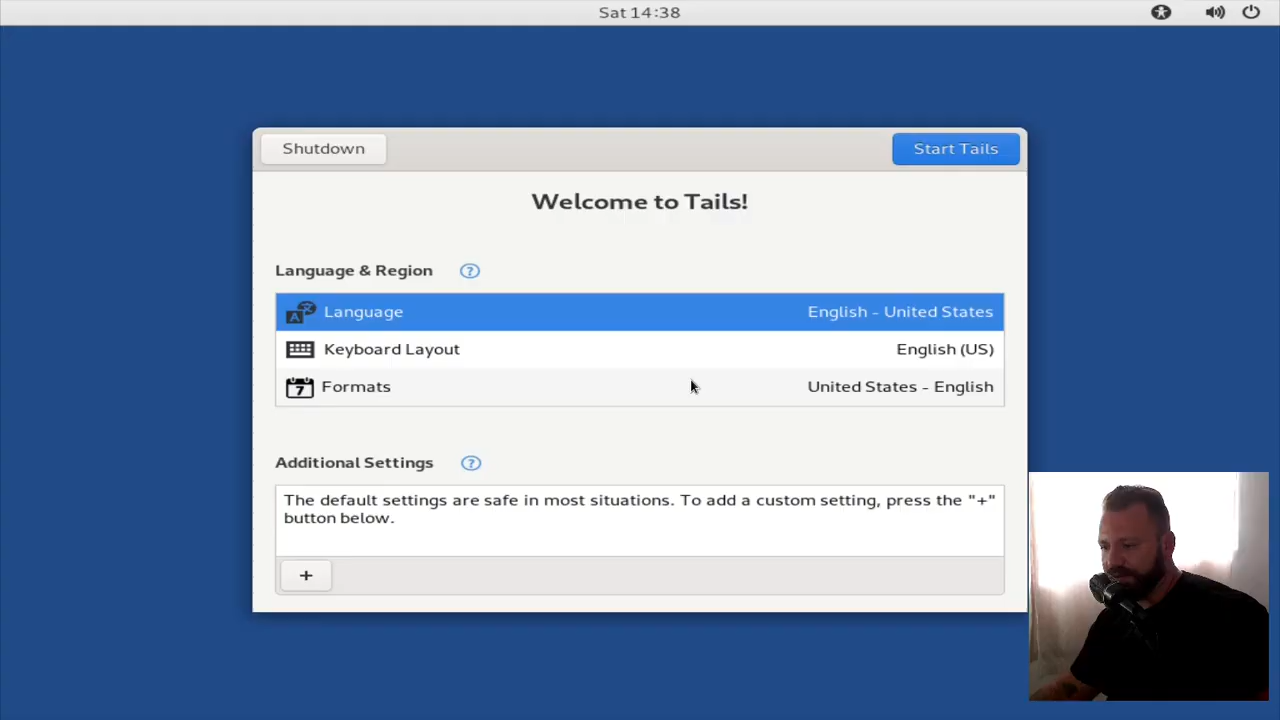 Sat 14:38
Shutdown
Start Tails
Welcome to Tails!
Language & Region ?
Language English - United States
Keyboard Layout English (US)
7 Formats United States - English
Additional Settings ?
The default settings are safe in most situations. To add a custom setting, press the "+"
button below.
+